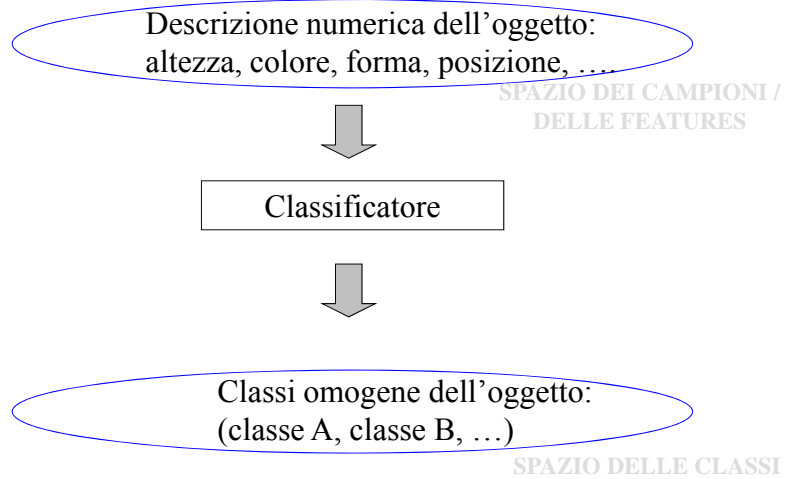 Descrizione numerica dell’oggetto:
altezza, colore, forma, posizione, ….
SPAZIO DEI CAMPIONI /
DELLE FEATURES
Classificatore
Classi omogene dell’oggetto:
(classe A, classe B, …)
SPAZIO DELLE CLASSI